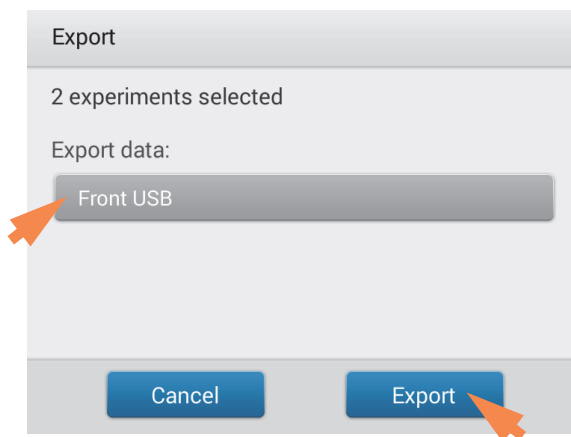 Export
2 experiments selected
Export data:
Front USB
Cancel
Export